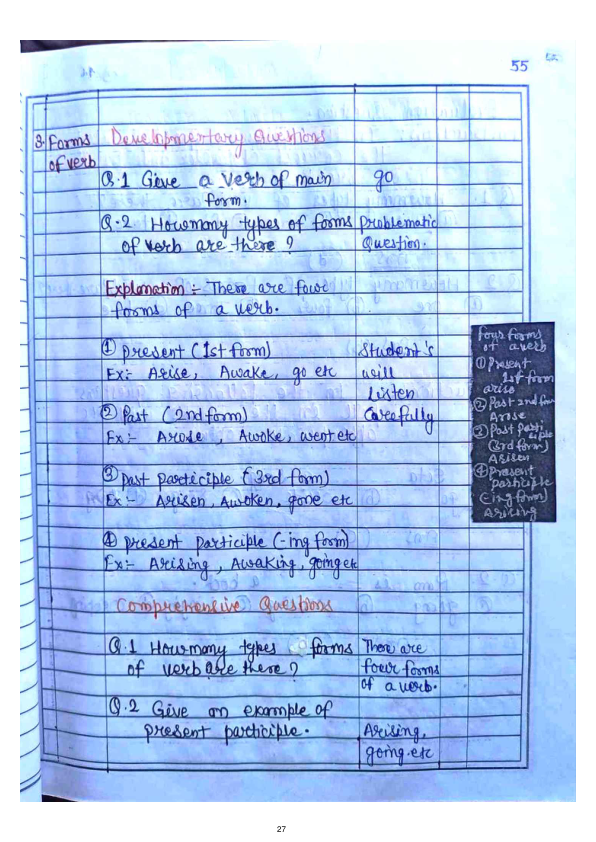 55
3. Forms of verb
Developmentary Questions
Q.1 Give a Verb of main form.
go
Q.2 Howmany types of forms of verb are there ?
Problematic Question.
Explanation :- There are four forms of a verb.
① present (1st form)
Ex:- Arise, Awake, go etc
② Past (2nd form)
Ex :- Arose , Awoke, went etc
Student's
will
Listen
Carefully
③ past participle (3rd form)
Ex :- Arisen, Awoken, gone etc
④ present participle (-ing form)
Ex:- Arising, Awaking, going etc
four forms
of a verb
① Present
1st form
arise
② Past 2nd form
Arose
③ Past parti
ciple
(3rd form)
Arisen
④ Present
participle
(-ing form)
Arising
Comprehensive Questions
Q.1 Howmany types of forms
of verb are there ?
There are
four forms
of a verb.
Q.2 Give an example of
present participle.
Arising,
going.etc
27